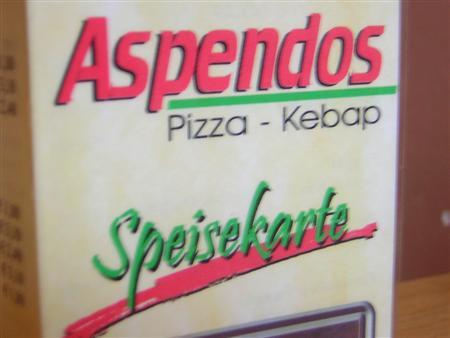 Aspendos
Pizza - Kebap
Speisekarte